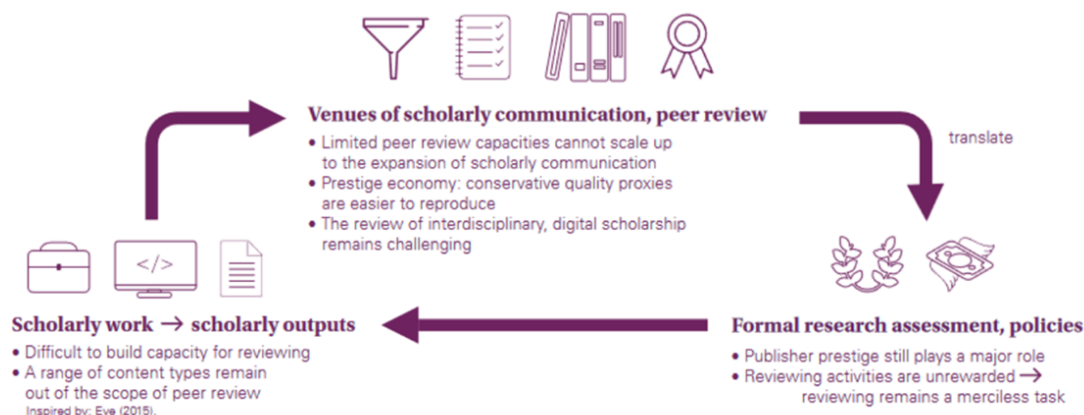 Venues of scholarly communication, peer review
• Limited peer review capacities cannot scale up
to the expansion of scholarly communication
• Prestige economy: conservative quality proxies
are easier to reproduce
• The review of interdisciplinary, digital scholarship
remains challenging
translate
</>
Scholarly work → scholarly outputs
• Difficult to build capacity for reviewing
• A range of content types remain
out of the scope of peer review
Inspired by: Eve (2015).
Formal research assessment, policies
• Publisher prestige still plays a major role
• Reviewing activities are unrewarded →
reviewing remains a merciless task